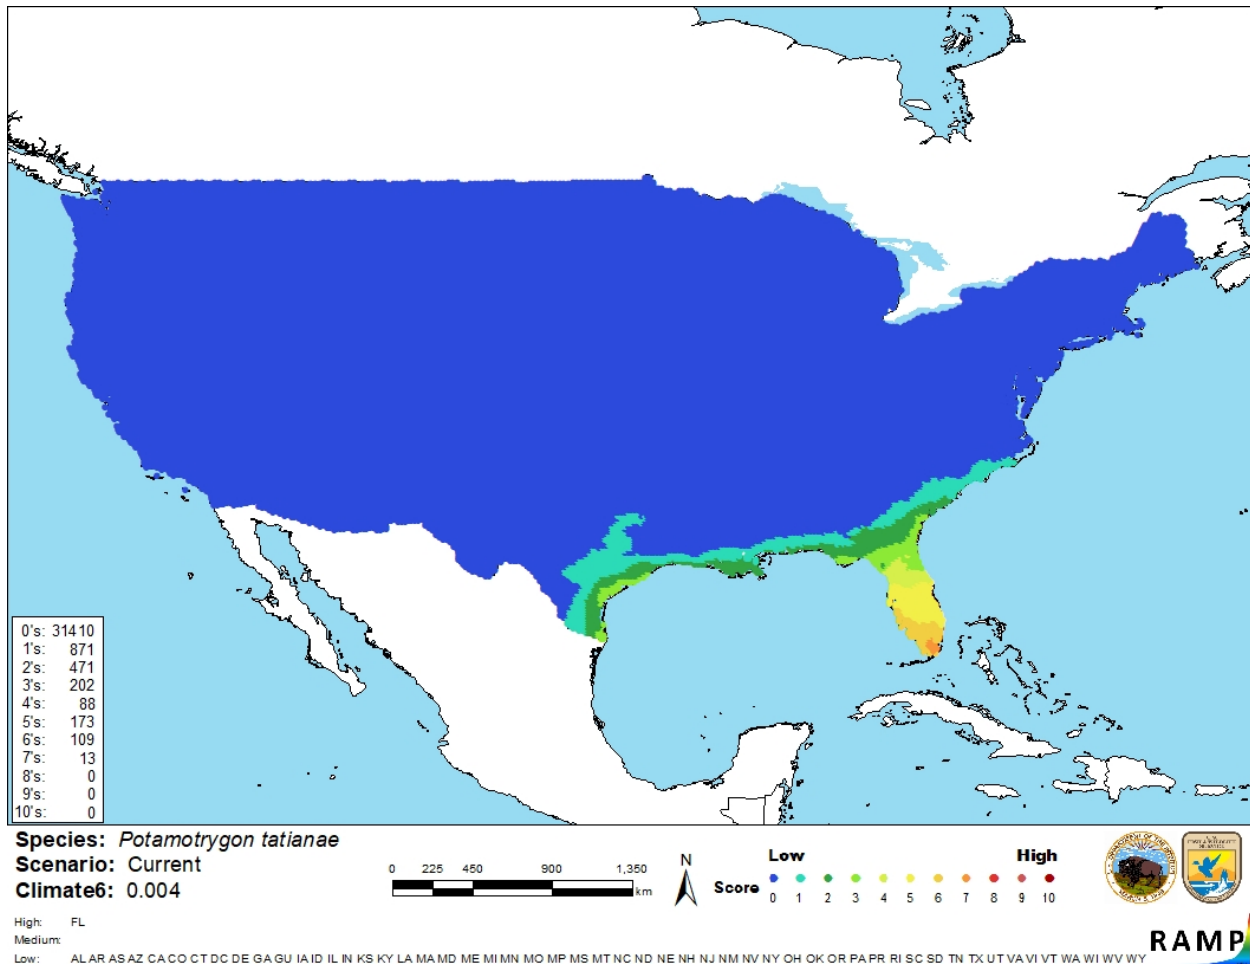 0's: 31410
1's: 871
2's: 471
3's: 202
4's: 88
5's: 173
6's: 109
7's: 13
8's: 0
9's: 0
10's: 0
Species: Potamotrygon tatianae
Scenario: Current
Climate6: 0.004
0 225 450 900 1,350
km
N
Low High
Score 0 1 2 3 4 5 6 7 8 9 10
High: FL
Medium:
Low: AL AR AS AZ CA CO CT DC DE GA GU IA ID IL IN KS KY LA MA MD ME MI MN MO MP MS MT NC ND NE NH NJ NM NV NY OH OK OR PA PR RI SC SD TN TX UT VA VI VT WA WI WV WY
RAMP